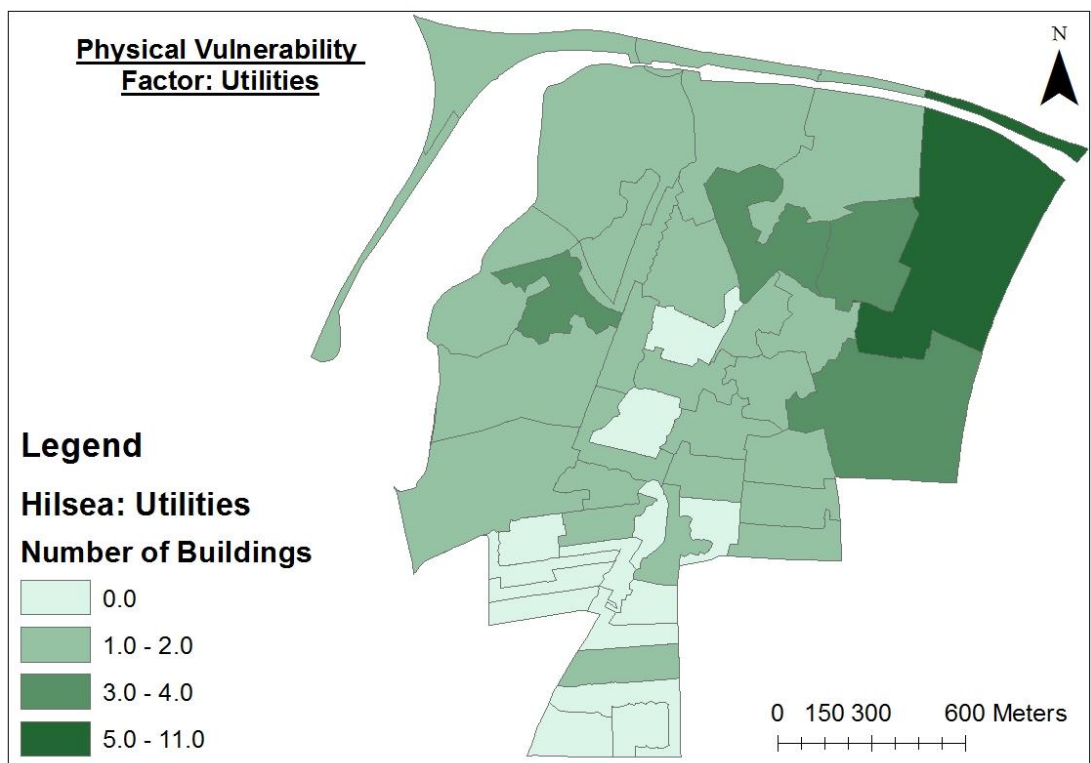 Physical Vulnerability
Factor: Utilities
N
Legend
Hilsea: Utilities
Number of Buildings
0.0
1.0 - 2.0
3.0 - 4.0
5.0 - 11.0
0 150 300 600 Meters